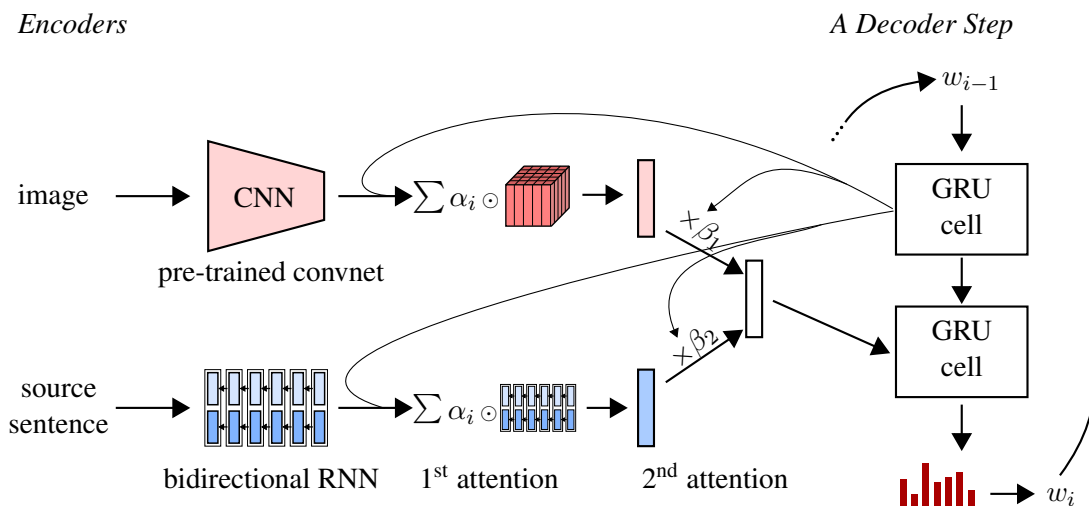 Encoders
A Decoder Step
w_{i−1}
image
CNN
∑ α_i ⊙
×β_1
GRU
cell
pre-trained convnet
×β_2
GRU
cell
source
sentence
∑ α_i ⊙
bidirectional RNN
1st attention
2nd attention
w_i